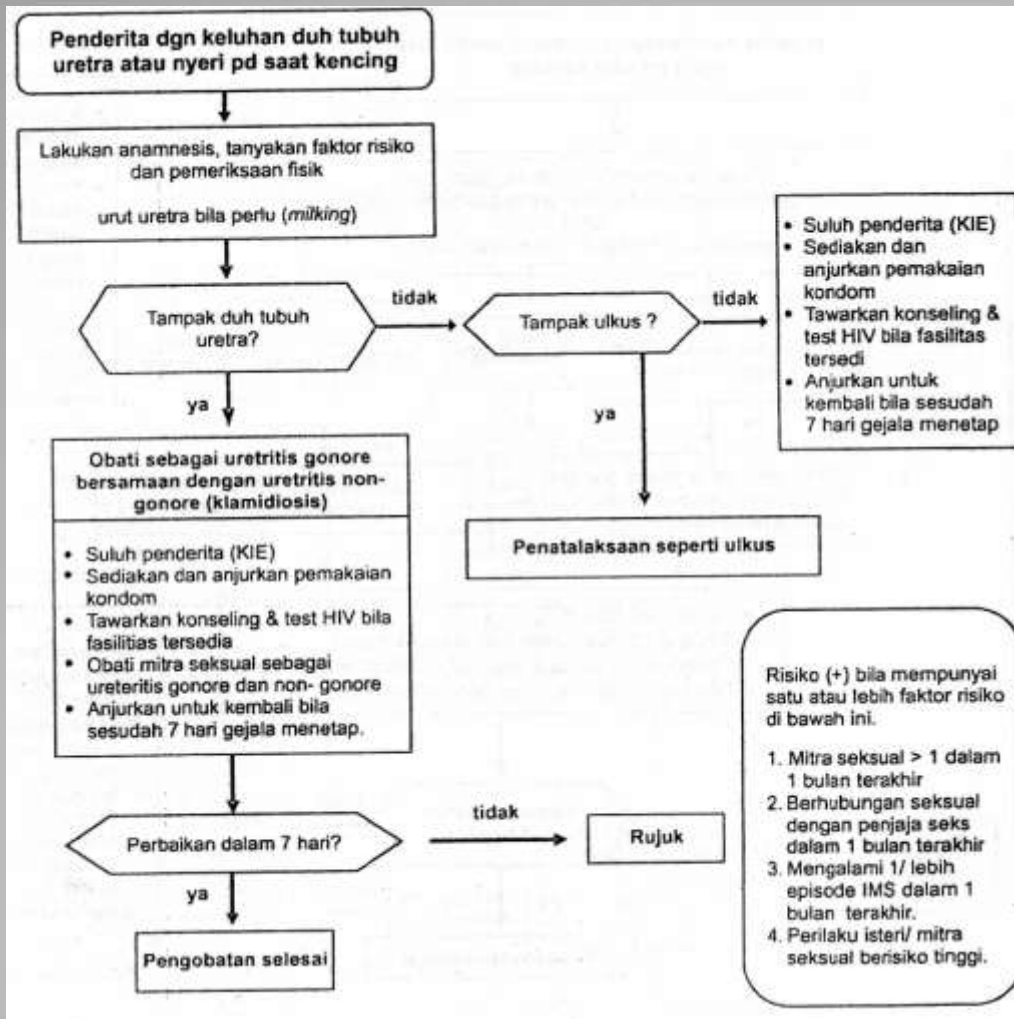 Penderita dgn keluhan duh tubuh
uretra atau nyeri pd saat kencing
Lakukan anamnesis, tanyakan faktor risiko
dan pemeriksaan fisik
urut uretra bila perlu (milking)
Tampak duh tubuh
uretra?
tidak
Tampak ulkus ?
tidak
• Suluh penderita (KIE)
• Sediakan dan
anjurkan pemakaian
kondom
• Tawarkan konseling &
test HIV bila fasilitas
tersedi
• Anjurkan untuk
kembali bila sesudah
7 hari gejala menetap
ya
ya
Obati sebagai uretritis gonore
bersamaan dengan uretritis non-
gonore (klamidiosis)
• Suluh penderita (KIE)
• Sediakan dan anjurkan pemakaian
kondom
• Tawarkan konseling & test HIV bila
fasilitias tersedia
• Obati mitra seksual sebagai
ureteritis gonore dan non- gonore
• Anjurkan untuk kembali bila
sesudah 7 hari gejala menetap.
Penatalaksaan seperti ulkus
Perbaikan dalam 7 hari?
tidak
Rujuk
ya
Pengobatan selesai
Risiko (+) bila mempunyai
satu atau lebih faktor risiko
di bawah ini.
1. Mitra seksual > 1 dalam
1 bulan terakhir
2. Berhubungan seksual
dengan penjaja seks
dalam 1 bulan terakhir
3. Mengalami 1/ lebih
episode IMS dalam 1
bulan terakhir.
4. Perilaku isteri/ mitra
seksual berisiko tinggi.